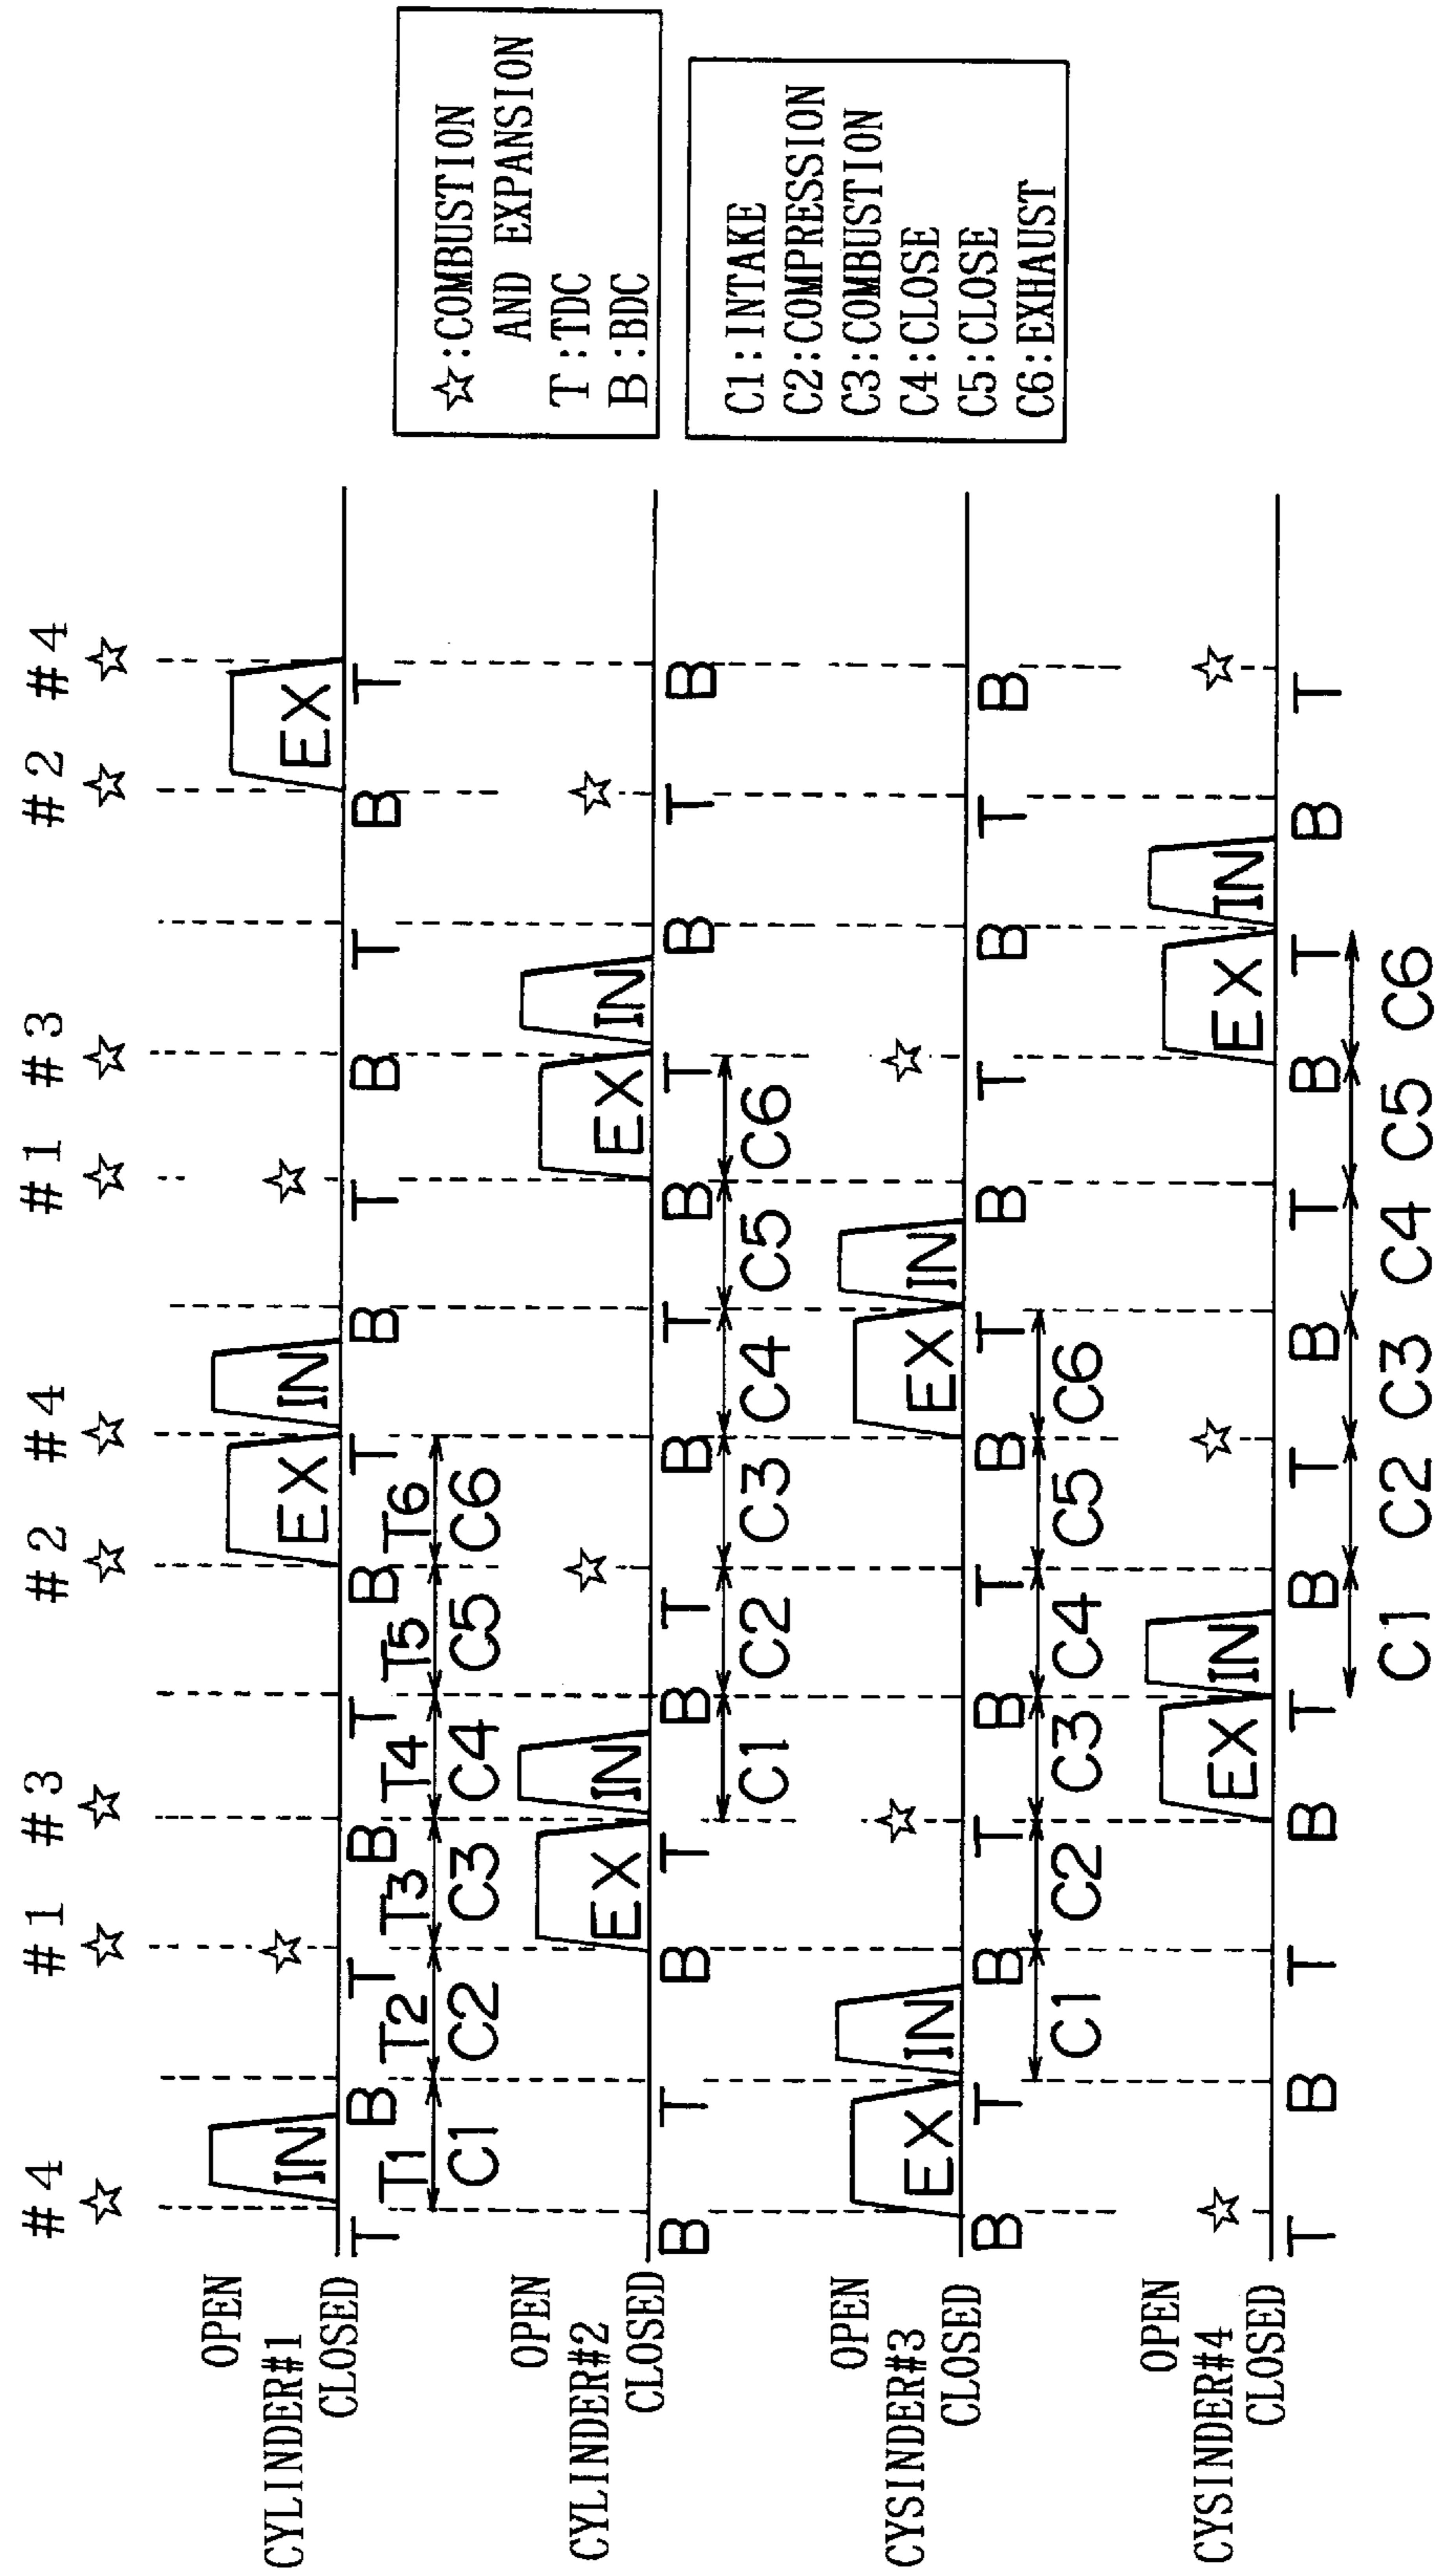 #4 #1 #3 #2 #4 #1 #3 #2 #4
☆ ☆ ☆ ☆ ☆ ☆ ☆ ☆ ☆
OPEN
CYLINDER#1
CLOSED
☆ ☆
IN EX IN EX
T B T B T B T B T B T B T
T1 T2 T3 T4 T5 T6
C1 C2 C3 C4 C5 C6
OPEN
CYLINDER#2
CLOSED
☆ ☆
EX IN EX IN
B T B T B T B T B T B T B
C1 C2 C3 C4 C5 C6
OPEN
CYSINDER#3
CLOSED
☆ ☆
EX IN EX IN
B T B T B T B T B T B T B
C1 C2 C3 C4 C5 C6
OPEN
CYSINDER#4
CLOSED
☆ ☆ ☆
EX IN EX IN
T B T B T B T B T B T B T
C1 C2 C3 C4 C5 C6
☆:COMBUSTION
AND EXPANSION
T:TDC
B:BDC
C1:INTAKE
C2:COMPRESSION
C3:COMBUSTION
C4:CLOSE
C5:CLOSE
C6:EXHAUST